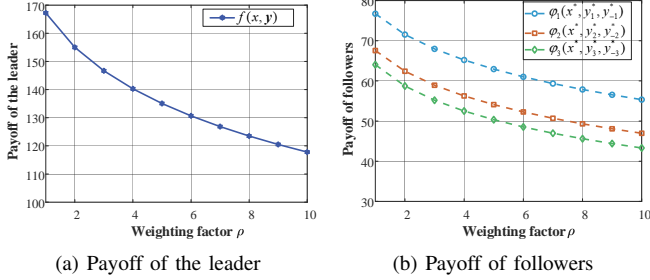 170
160
150
140
130
120
110
100
2
4
6
8
10
Payoff of the leader
Weighting factor ρ
f(x, y)
(a) Payoff of the leader
80
70
60
50
40
30
2
4
6
8
10
Payoff of followers
Weighting factor ρ
φ₁(x*, y₁*, y₋₁*)
φ₂(x*, y₂*, y₋₂*)
φ₃(x*, y₃*, y₋₃*)
(b) Payoff of followers